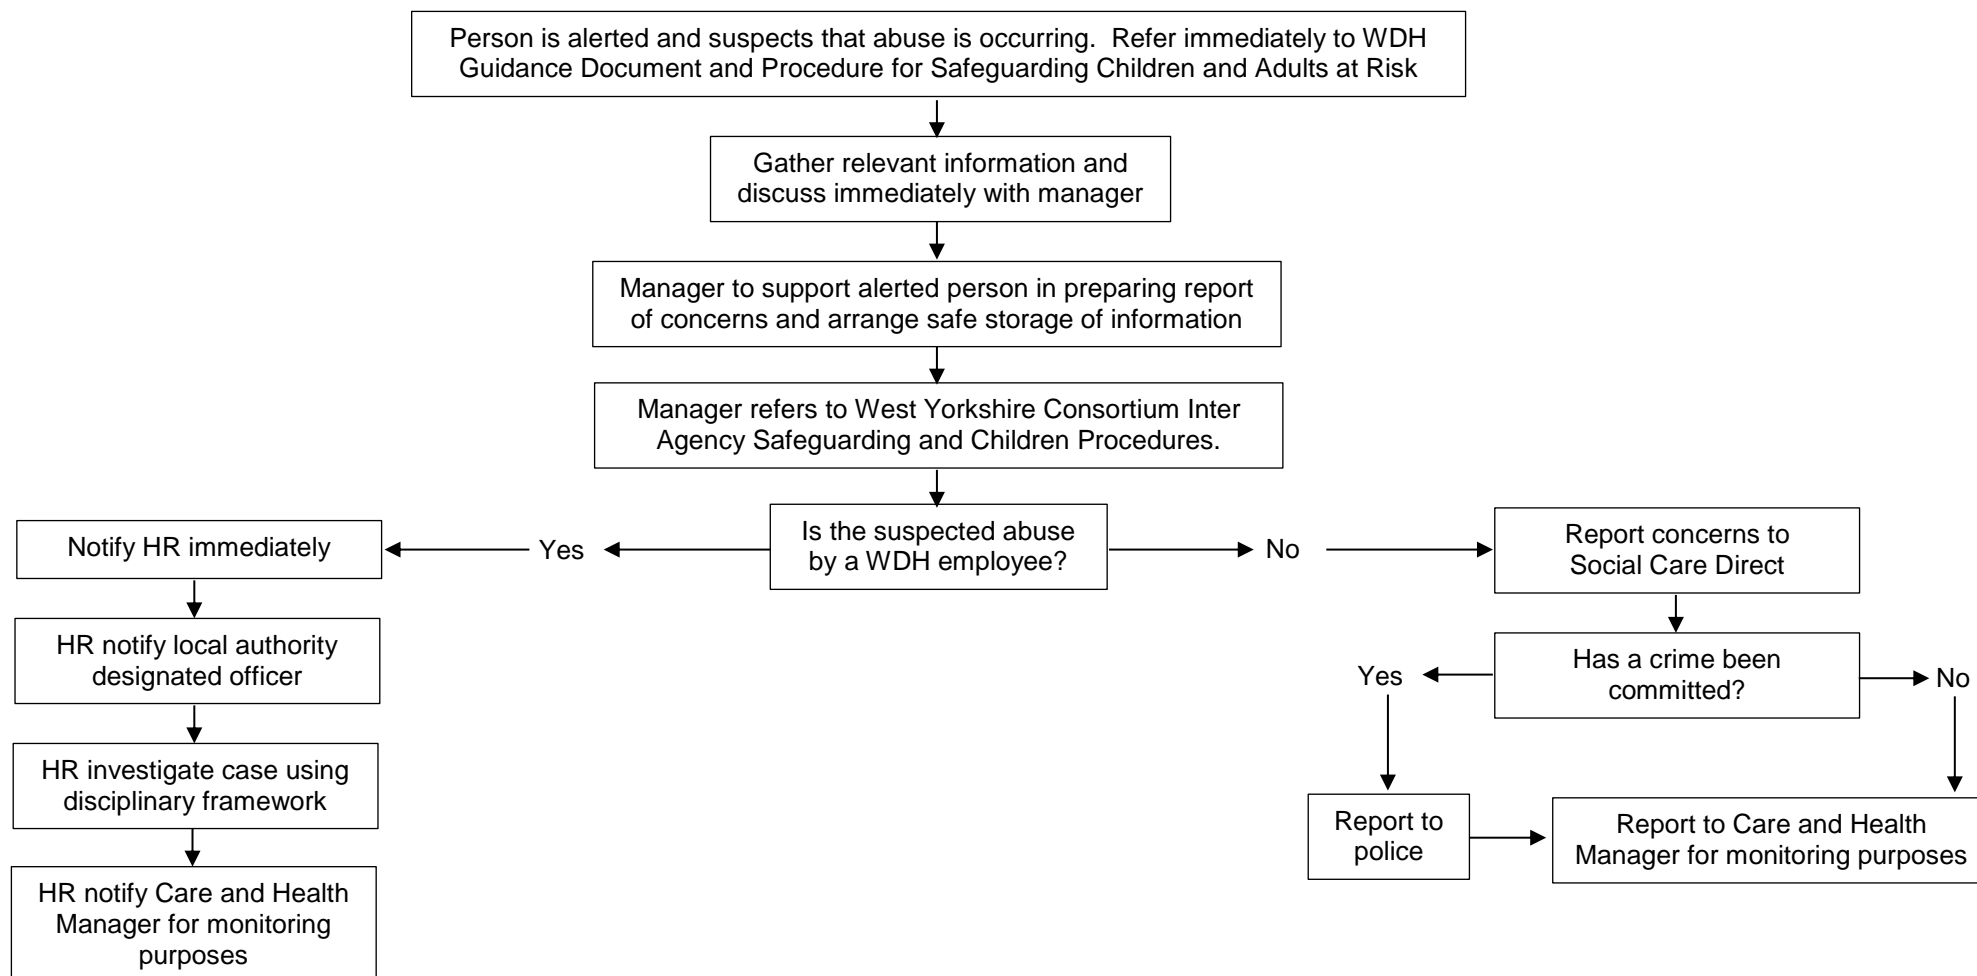 Person is alerted and suspects that abuse is occurring.  Refer immediately to WDH
Guidance Document and Procedure for Safeguarding Children and Adults at Risk
Gather relevant information and
discuss immediately with manager
Manager to support alerted person in preparing report
of concerns and arrange safe storage of information
Manager refers to West Yorkshire Consortium Inter
Agency Safeguarding and Children Procedures.
Is the suspected abuse
by a WDH employee?
Yes
Notify HR immediately
HR notify local authority
designated officer
HR investigate case using
disciplinary framework
HR notify Care and Health
Manager for monitoring
purposes
No
Report concerns to
Social Care Direct
Has a crime been
committed?
Yes
No
Report to
police
Report to Care and Health
Manager for monitoring purposes